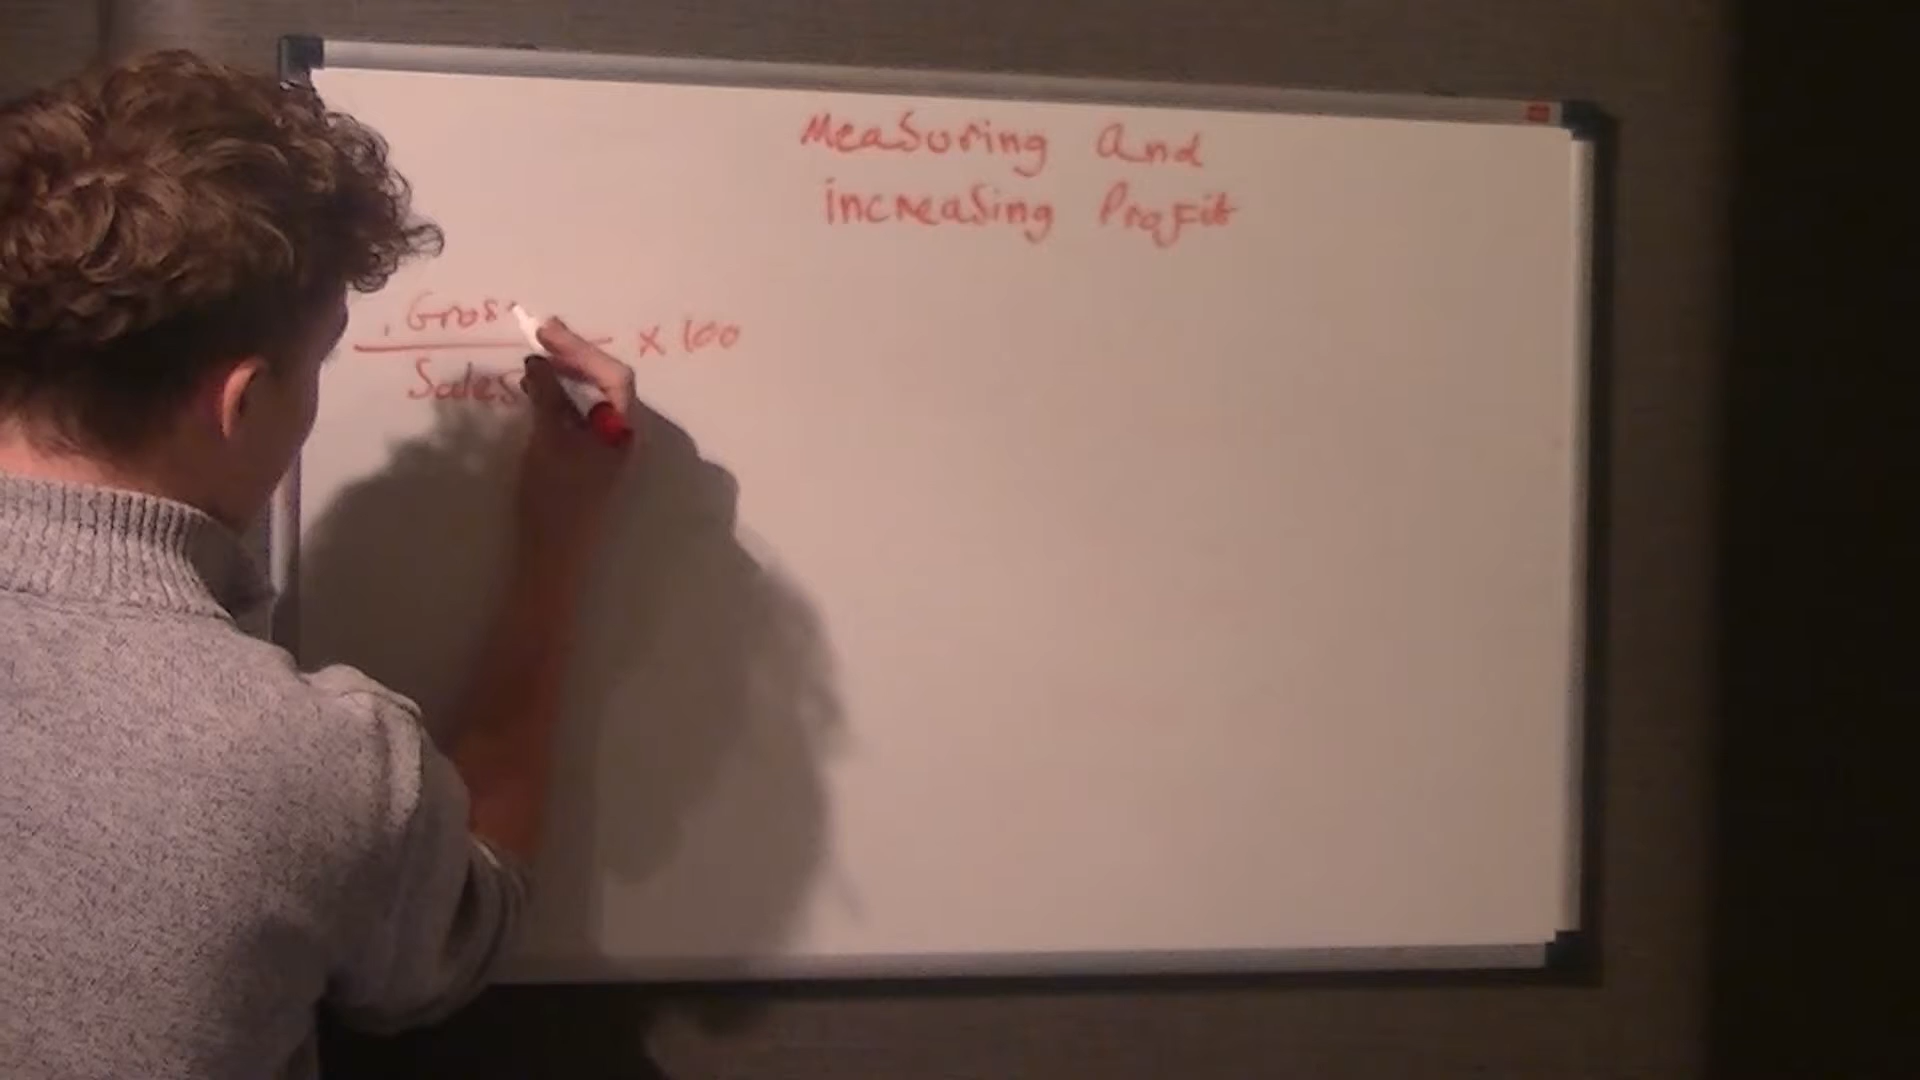 Measuring and
increasing Profit
Gross
Sales
× 100